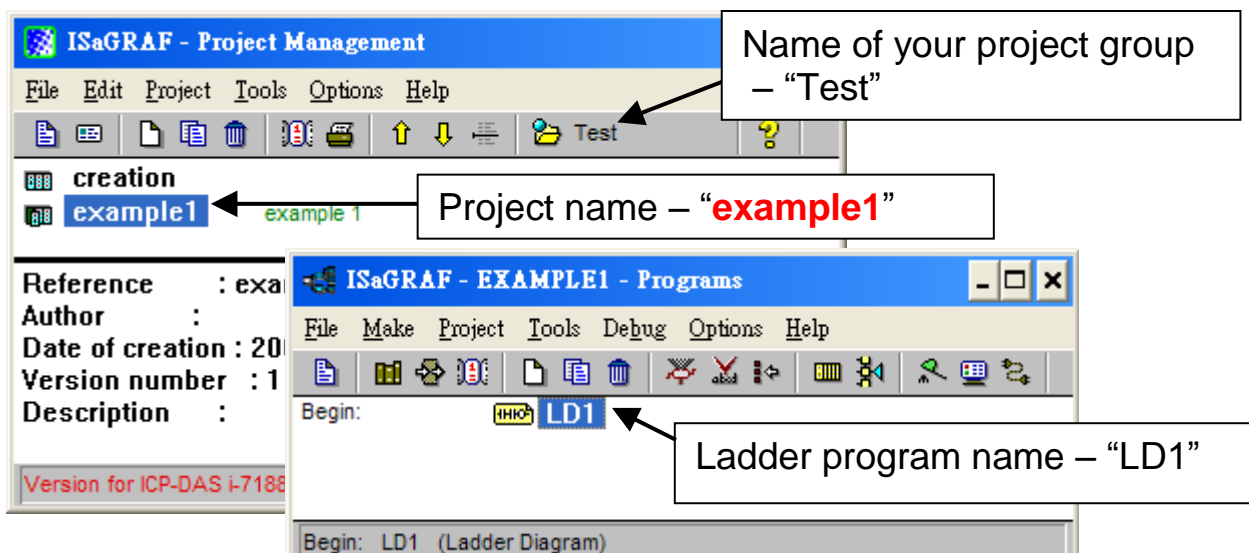 ISaGRAF - Project Management
Name of your project group
– “Test”
File Edit Project Tools Options Help
Test
creation
example1 example 1
Project name – “example1”
Reference :
Author :
Date of creation :
Version number : 1
Description :
Version for ICP-DAS i-7188
ISaGRAF - EXAMPLE1 - Programs
File Make Project Tools Debug Options Help
Begin: LD1
Ladder program name – “LD1”
Begin: LD1 (Ladder Diagram)